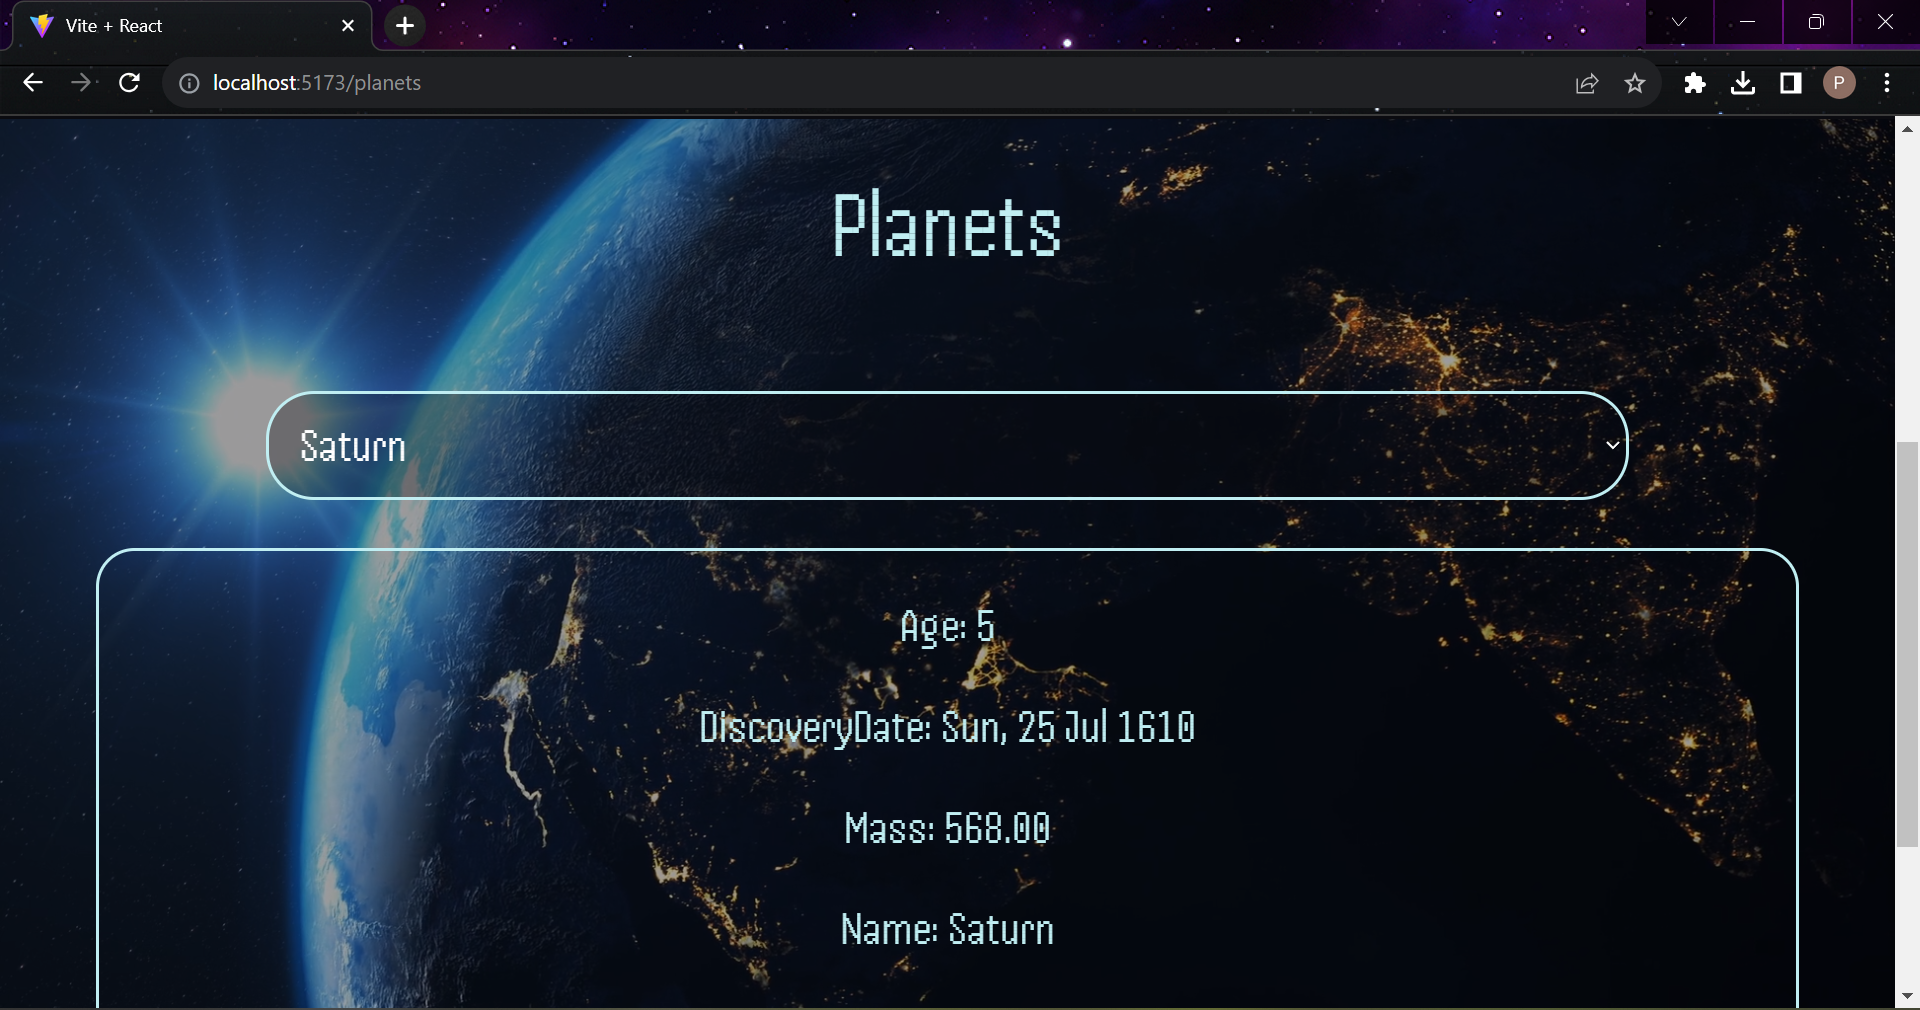 Vite + React
localhost:5173/planets
P
Planets
Saturn
Age: 5
DiscoveryDate: Sun, 25 Jul 1610
Mass: 568.00
Name: Saturn